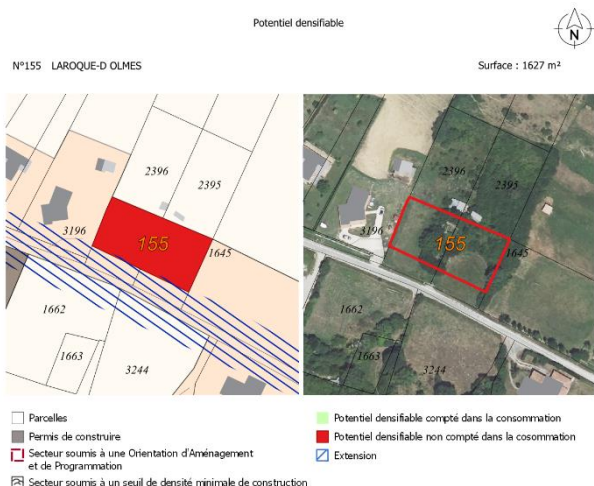 Potentiel densifiable
N
N°155 LAROQUE-D OLMES
Surface : 1627 m²
2396
2395
3196
155
1645
1662
1663
3244
2396
2395
3196
155
1645
1662
1663
3244
Parcelles
Permis de construire
Secteur soumis à une Orientation d'Aménagement
et de Programmation
Secteur soumis à un seuil de densité minimale de construction
Potentiel densifiable compté dans la consommation
Potentiel densifiable non compté dans la cosommation
Extension